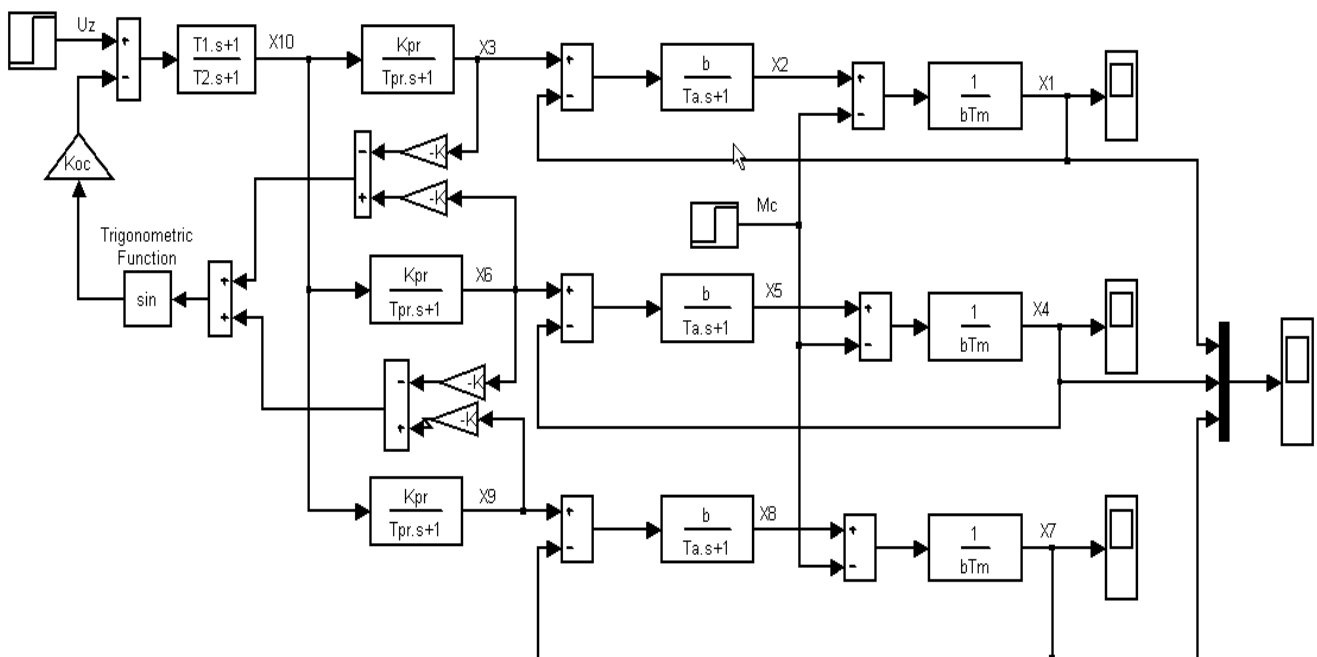 Uz
T1.s+1
T2.s+1
X10
Kpr
Tpr.s+1
X3
b
Ta.s+1
X2
1
bTm
X1
-K
-K
Koc
Mc
Trigonometric
Function
sin
Kpr
Tpr.s+1
X6
b
Ta.s+1
X5
1
bTm
X4
-K
-K
Kpr
Tpr.s+1
X9
b
Ta.s+1
X8
1
bTm
X7